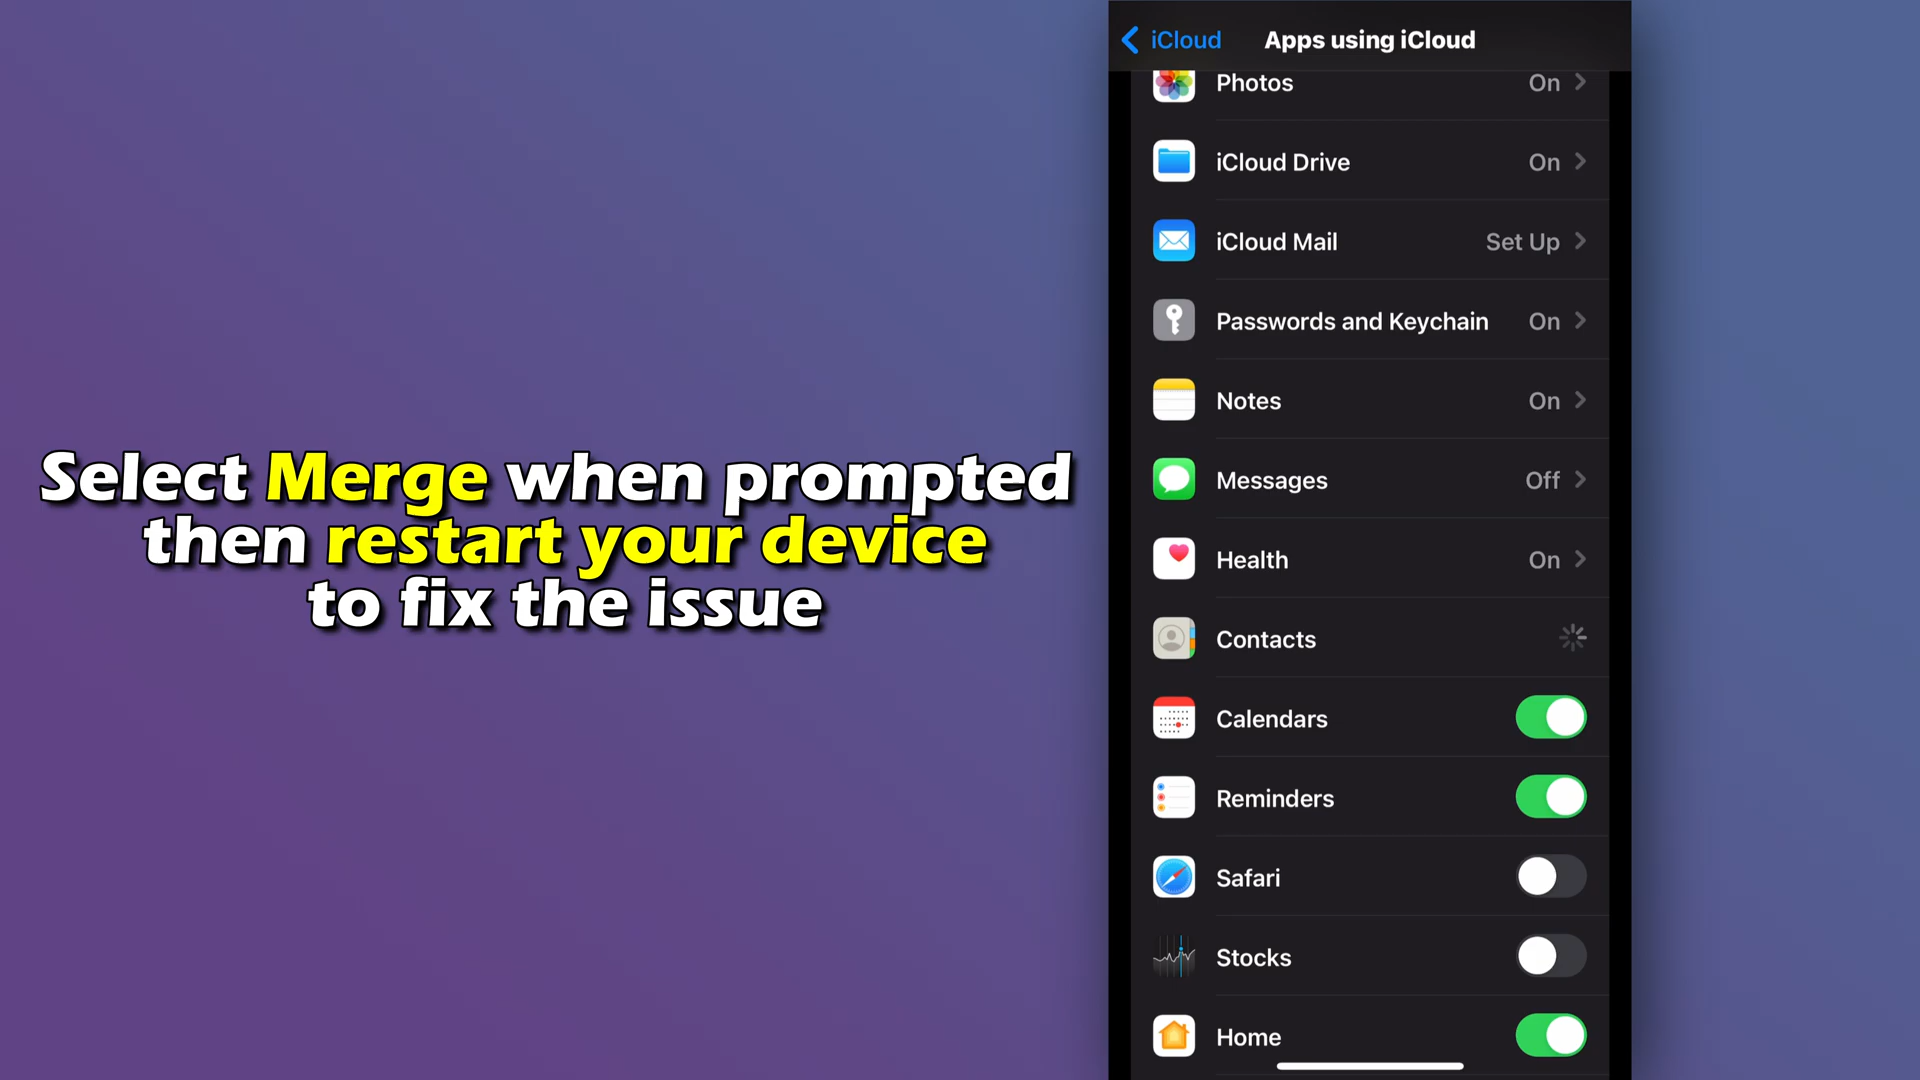 Select Merge when prompted
then restart your device
to fix the issue
iCloud
Apps using iCloud
Photos On
iCloud Drive On
iCloud Mail Set Up
Passwords and Keychain On
Notes On
Messages Off
Health On
Contacts
Calendars
Reminders
Safari
Stocks
Home